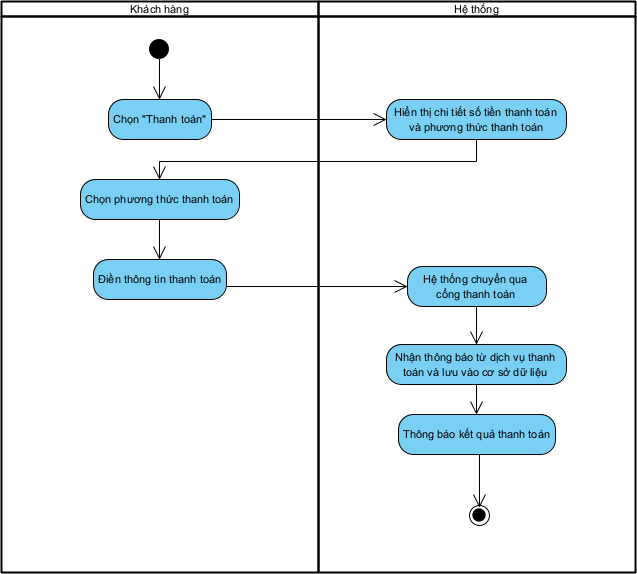 Khách hàng
Hệ thống
Chọn "Thanh toán"
Hiển thị chi tiết số tiền thanh toán
và phương thức thanh toán
Chọn phương thức thanh toán
Điền thông tin thanh toán
Hệ thống chuyển qua
cổng thanh toán
Nhận thông báo từ dịch vụ thanh
toán và lưu vào cơ sở dữ liệu
Thông báo kết quả thanh toán